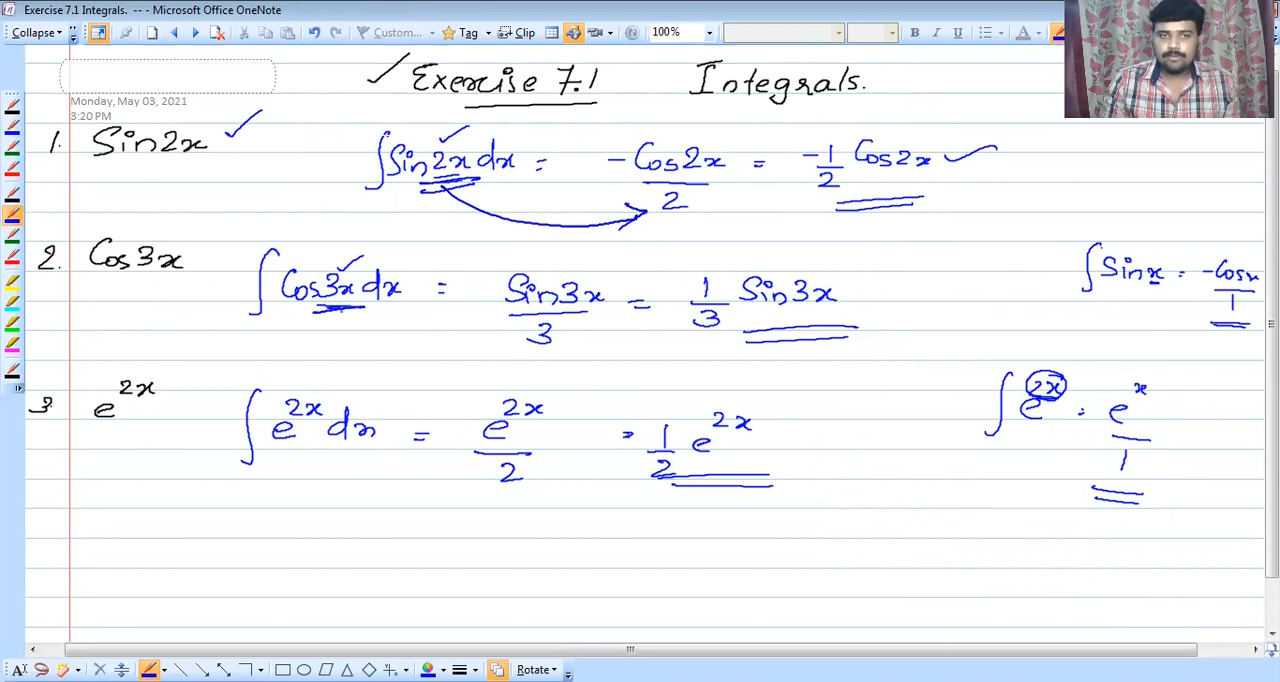 Exercise 7.1 Integrals. -- - Microsoft Office OneNote
Collapse Custom... Tag Clip 100% B I U A
✓ Exercise 7.1 Integrals.
Monday, May 03, 2021
3:20 PM
1. Sin2x ✓ ∫Sin2x dx = -Cos2x/2 = -1/2 Cos2x ✓
2. Cos3x ∫Cos3x dx = Sin3x/3 = 1/3 Sin3x
∫Sinx = -Cosx/1
3. e^2x ∫e^2x dx = e^2x/2 = 1/2 e^2x
∫e^2x = e^x/1
Rotate